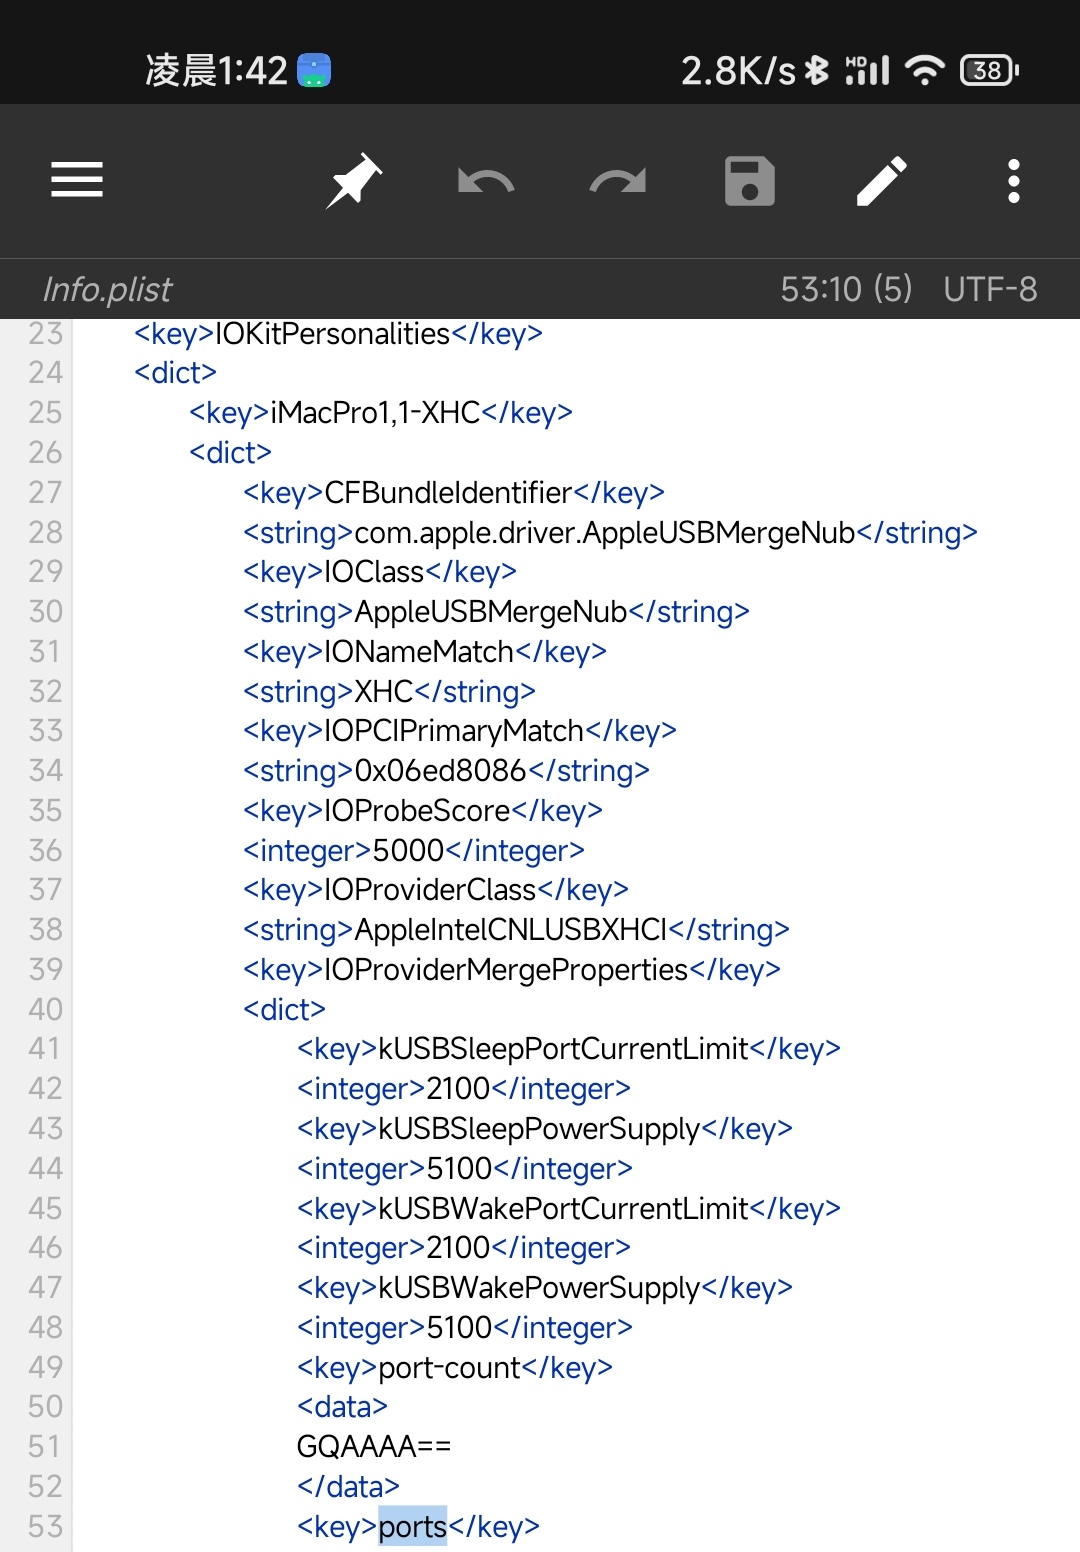 凌晨1:42 2.8K/s HD 38
Info.plist 53:10 (5) UTF-8
23 <key>IOKitPersonalities</key>
24 <dict>
25 <key>iMacPro1,1-XHC</key>
26 <dict>
27 <key>CFBundleIdentifier</key>
28 <string>com.apple.driver.AppleUSBMergeNub</string>
29 <key>IOClass</key>
30 <string>AppleUSBMergeNub</string>
31 <key>IONameMatch</key>
32 <string>XHC</string>
33 <key>IOPCIPrimaryMatch</key>
34 <string>0x06ed8086</string>
35 <key>IOProbeScore</key>
36 <integer>5000</integer>
37 <key>IOProviderClass</key>
38 <string>AppleIntelCNLUSBXHCI</string>
39 <key>IOProviderMergeProperties</key>
40 <dict>
41 <key>kUSBSleepPortCurrentLimit</key>
42 <integer>2100</integer>
43 <key>kUSBSleepPowerSupply</key>
44 <integer>5100</integer>
45 <key>kUSBWakePortCurrentLimit</key>
46 <integer>2100</integer>
47 <key>kUSBWakePowerSupply</key>
48 <integer>5100</integer>
49 <key>port-count</key>
50 <data>
51 GQAAAA==
52 </data>
53 <key>ports</key>